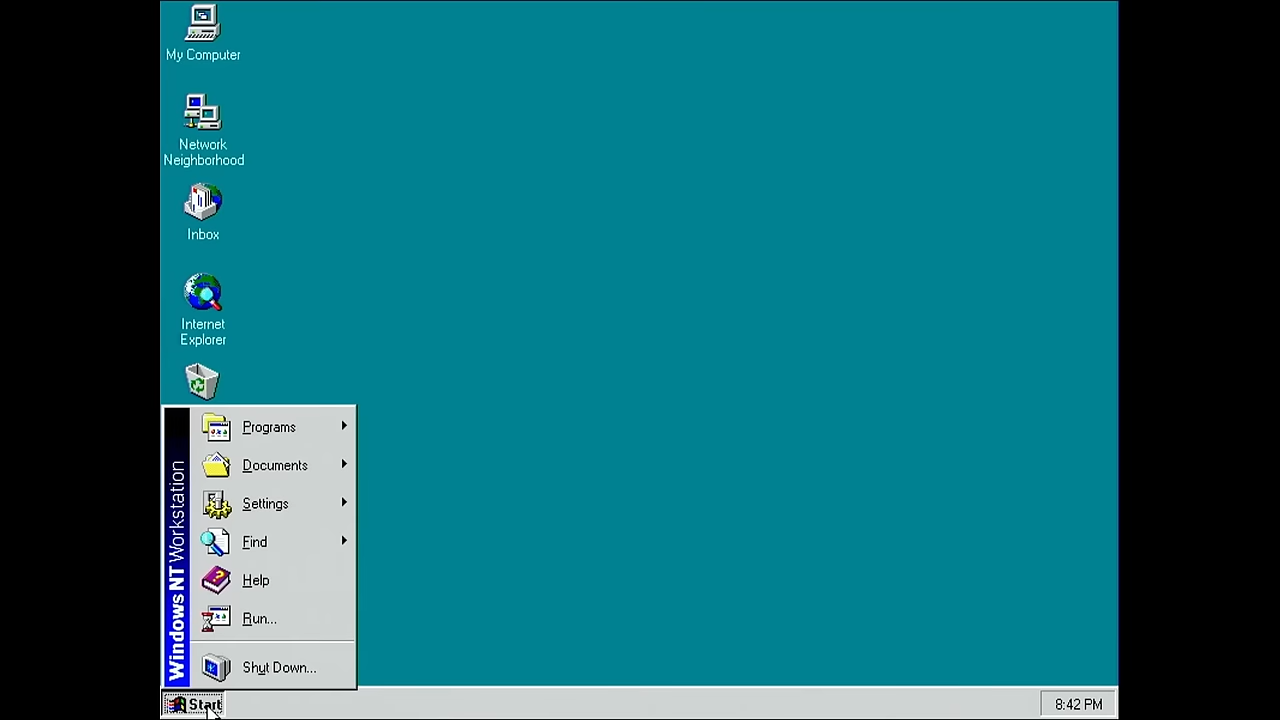 My Computer
Network
Neighborhood
Inbox
Internet
Explorer
Programs
Documents
Settings
Find
Help
Run...
Shut Down...
Windows NT Workstation
Start
8:42 PM